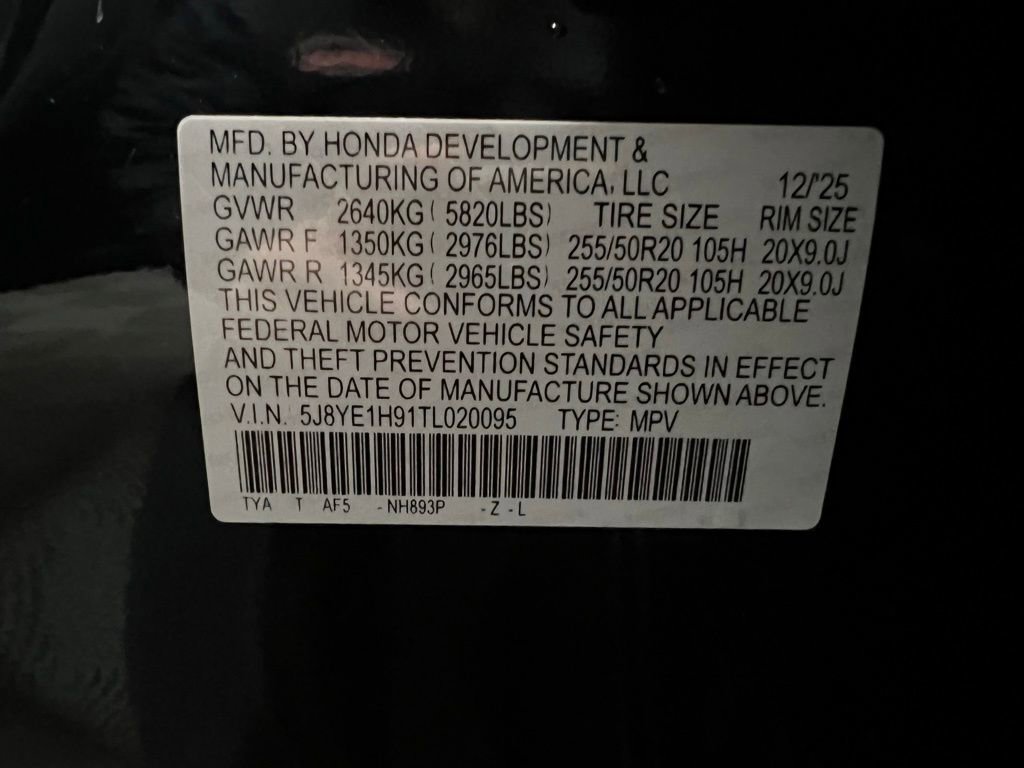 MFD. BY HONDA DEVELOPMENT &
MANUFACTURING OF AMERICA, LLC 12/'25
GVWR 2640KG ( 5820LBS) TIRE SIZE RIM SIZE
GAWR F 1350KG ( 2976LBS) 255/50R20 105H 20X9.0J
GAWR R 1345KG ( 2965LBS) 255/50R20 105H 20X9.0J
THIS VEHICLE CONFORMS TO ALL APPLICABLE
FEDERAL MOTOR VEHICLE SAFETY
AND THEFT PREVENTION STANDARDS IN EFFECT
ON THE DATE OF MANUFACTURE SHOWN ABOVE.
V.I.N. 5J8YE1H91TL020095 TYPE: MPV
TYA T AF5 -NH893P -Z -L